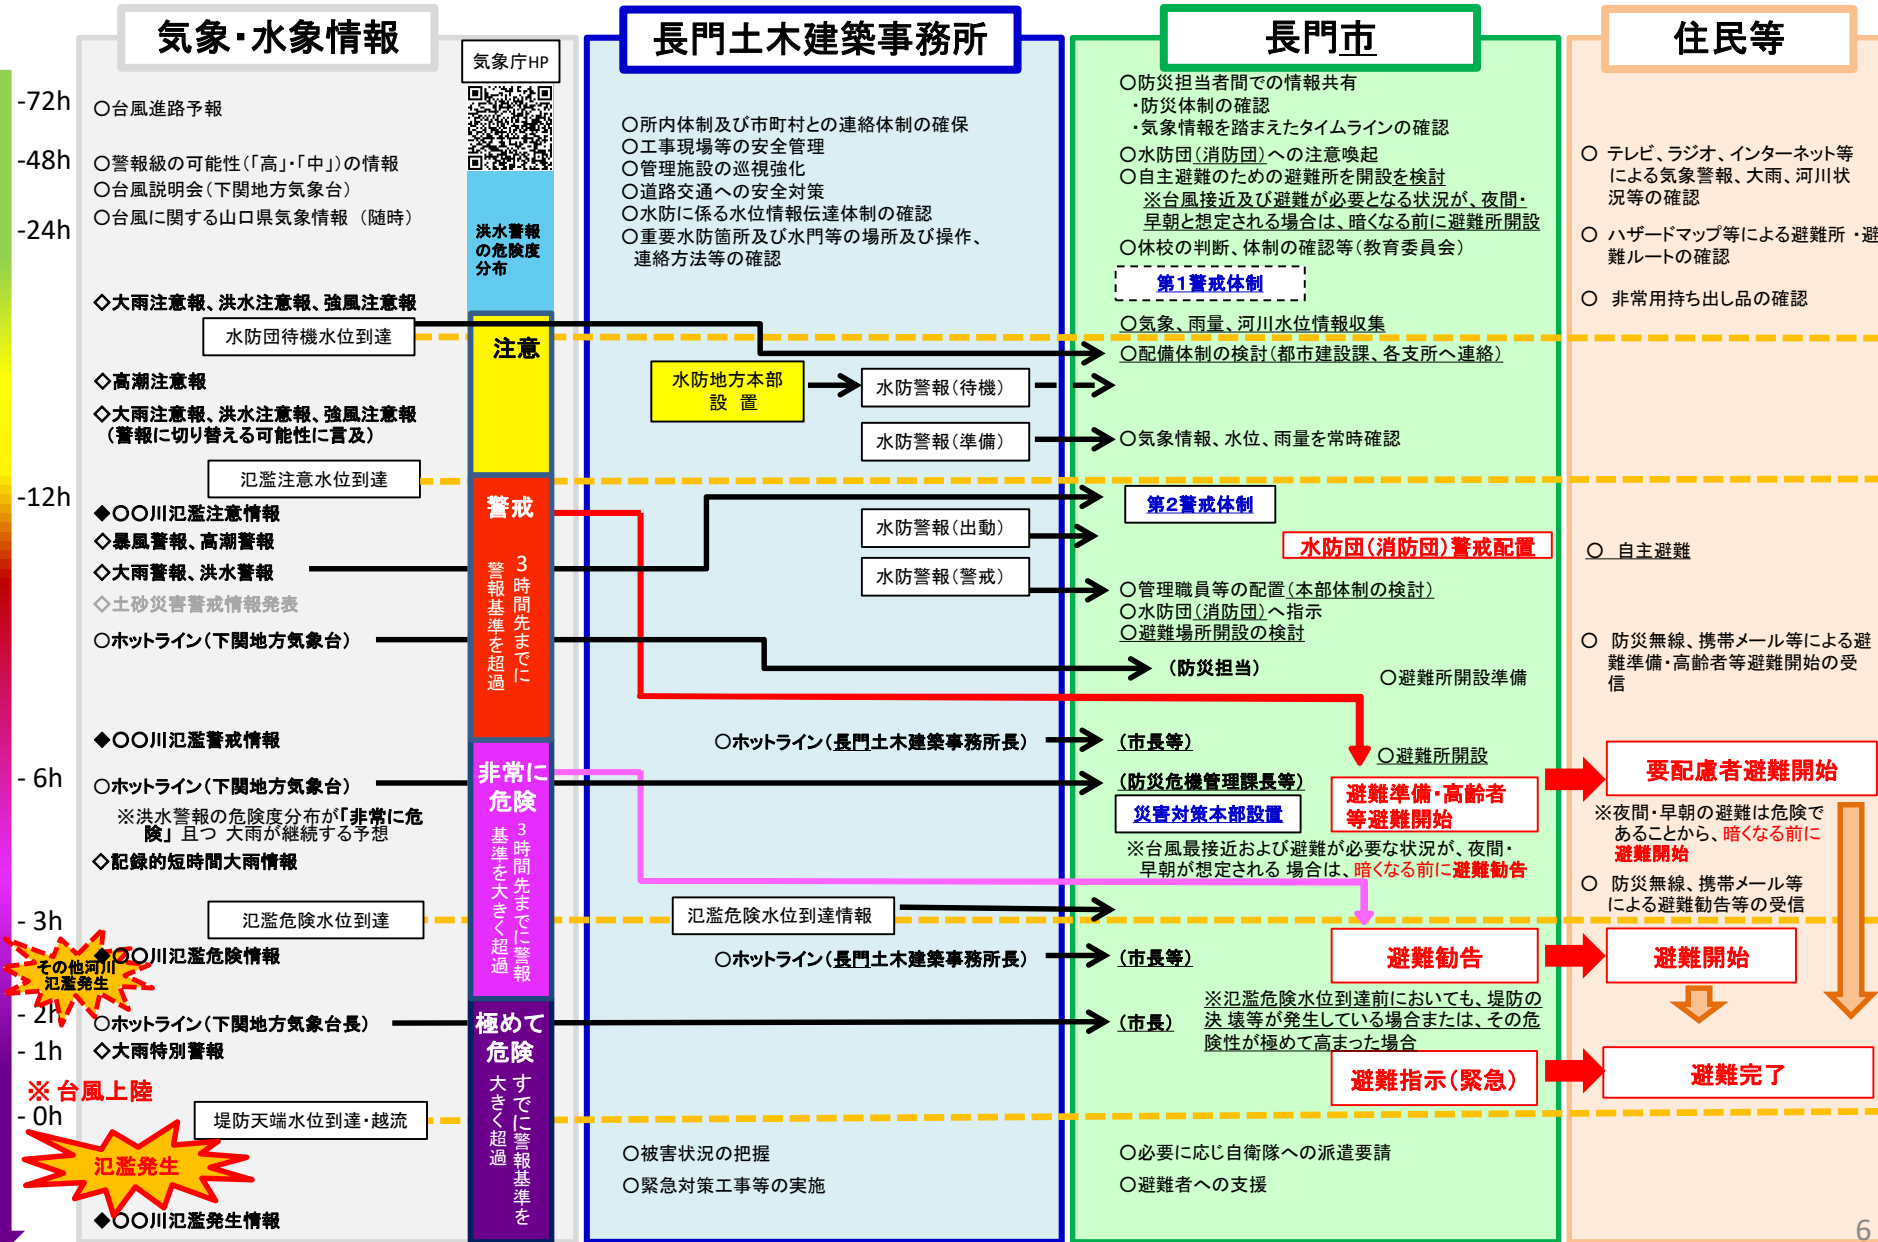 気象・水象情報
長門土木建築事務所
長門市
住民等
-72h
-48h
-24h
-12h
- 6h
- 3h
- 2h
- 1h
※ 台風上陸
- 0h
その他河川
氾濫発生
氾濫発生
○台風進路予報
○警報級の可能性(「高」・「中」)の情報
○台風説明会(下関地方気象台)
○台風に関する山口県気象情報 (随時)
◇大雨注意報、洪水注意報、強風注意報
水防団待機水位到達
◇高潮注意報
◇大雨注意報、洪水注意報、強風注意報
(警報に切り替える可能性に言及)
氾濫注意水位到達
◆○○川氾濫注意情報
◇暴風警報、高潮警報
◇大雨警報、洪水警報
◇土砂災害警戒情報発表
○ホットライン(下関地方気象台)
◆○○川氾濫警戒情報
○ホットライン(下関地方気象台)
※洪水警報の危険度分布が「非常に危
険」且つ 大雨が継続する予想
◇記録的短時間大雨情報
氾濫危険水位到達
◆○○川氾濫危険情報
○ホットライン(下関地方気象台長)
◇大雨特別警報
堤防天端水位到達・越流
◆○○川氾濫発生情報
気象庁HP
洪水警報
の危険度
分布
注意
警戒
3時間先までに
警報基準を超過
非常に
危険
3時間先までに警報
基準を大きく超過
極めて
危険
すでに警報基準を
大きく超過
○所内体制及び市町村との連絡体制の確保
○工事現場等の安全管理
○管理施設の巡視強化
○道路交通への安全対策
○水防に係る水位情報伝達体制の確認
○重要水防箇所及び水門等の場所及び操作、
連絡方法等の確認
水防地方本部
設 置
水防警報(待機)
水防警報(準備)
水防警報(出動)
水防警報(警戒)
○ホットライン(長門土木建築事務所長)
氾濫危険水位到達情報
○ホットライン(長門土木建築事務所長)
○被害状況の把握
○緊急対策工事等の実施
○防災担当者間での情報共有
・防災体制の確認
・気象情報を踏まえたタイムラインの確認
○水防団(消防団)への注意喚起
○自主避難のための避難所を開設を検討
※台風接近及び避難が必要となる状況が、夜間・
早朝と想定される場合は、暗くなる前に避難所開設
○休校の判断、体制の確認等(教育委員会)
第1警戒体制
○気象、雨量、河川水位情報収集
○配備体制の検討(都市建設課、各支所へ連絡)
○気象情報、水位、雨量を常時確認
第2警戒体制
水防団(消防団)警戒配置
○管理職員等の配置(本部体制の検討)
○水防団(消防団)へ指示
○避難場所開設の検討
(防災担当)
○避難所開設準備
(市長等)
○避難所開設
(防災危機管理課長等)
災害対策本部設置
避難準備・高齢者
等避難開始
※台風最接近および避難が必要な状況が、夜間・
早朝が想定される 場合は、暗くなる前に避難勧告
(市長等)
避難勧告
※氾濫危険水位到達前においても、堤防の
決 壊等が発生している場合または、その危
険性が極めて高まった場合
(市長)
避難指示(緊急)
○必要に応じ自衛隊への派遣要請
○避難者への支援
○ テレビ、ラジオ、インターネット等
による気象警報、大雨、河川状
況等の確認
○ ハザードマップ等による避難所 ・避
難ルートの確認
○ 非常用持ち出し品の確認
○ 自主避難
○ 防災無線、携帯メール等による避
難準備・高齢者等避難開始の受
信
要配慮者避難開始
※夜間・早朝の避難は危険で
あることから、暗くなる前に
避難開始
○ 防災無線、携帯メール等
による避難勧告等の受信
避難開始
避難完了
6